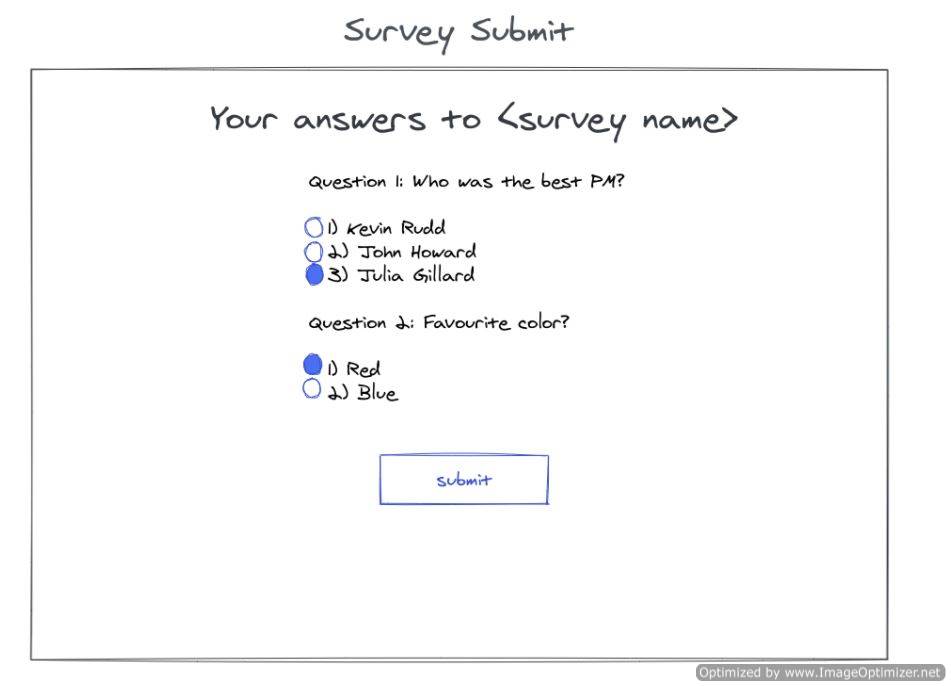 Survey Submit
Your answers to <survey name>
Question 1: Who was the best PM?
1) Kevin Rudd
2) John Howard
3) Julia Gillard
Question 2: Favourite color?
1) Red
2) Blue
submit
Optimized by www.ImageOptimizer.net